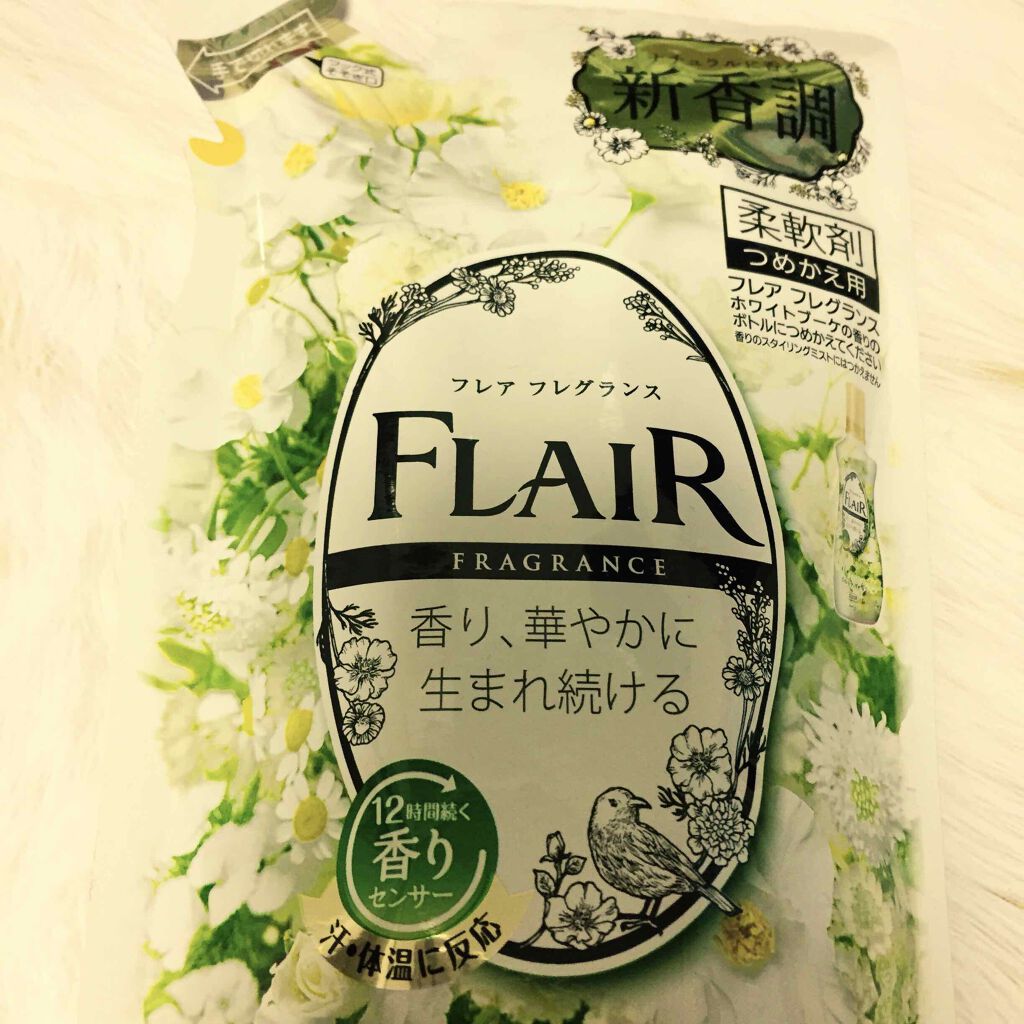 新香調
柔軟剤
つめかえ用
フレア フレグランス
ホワイトブーケの香りの
ボトルにつめかえてください
香りのスタイリングミストにはつかえません
フレア フレグランス
FLAIR
FRAGRANCE
香り、華やかに
生まれ続ける
12時間続く
香り
センサー
汗・体温に反応
FLAIR